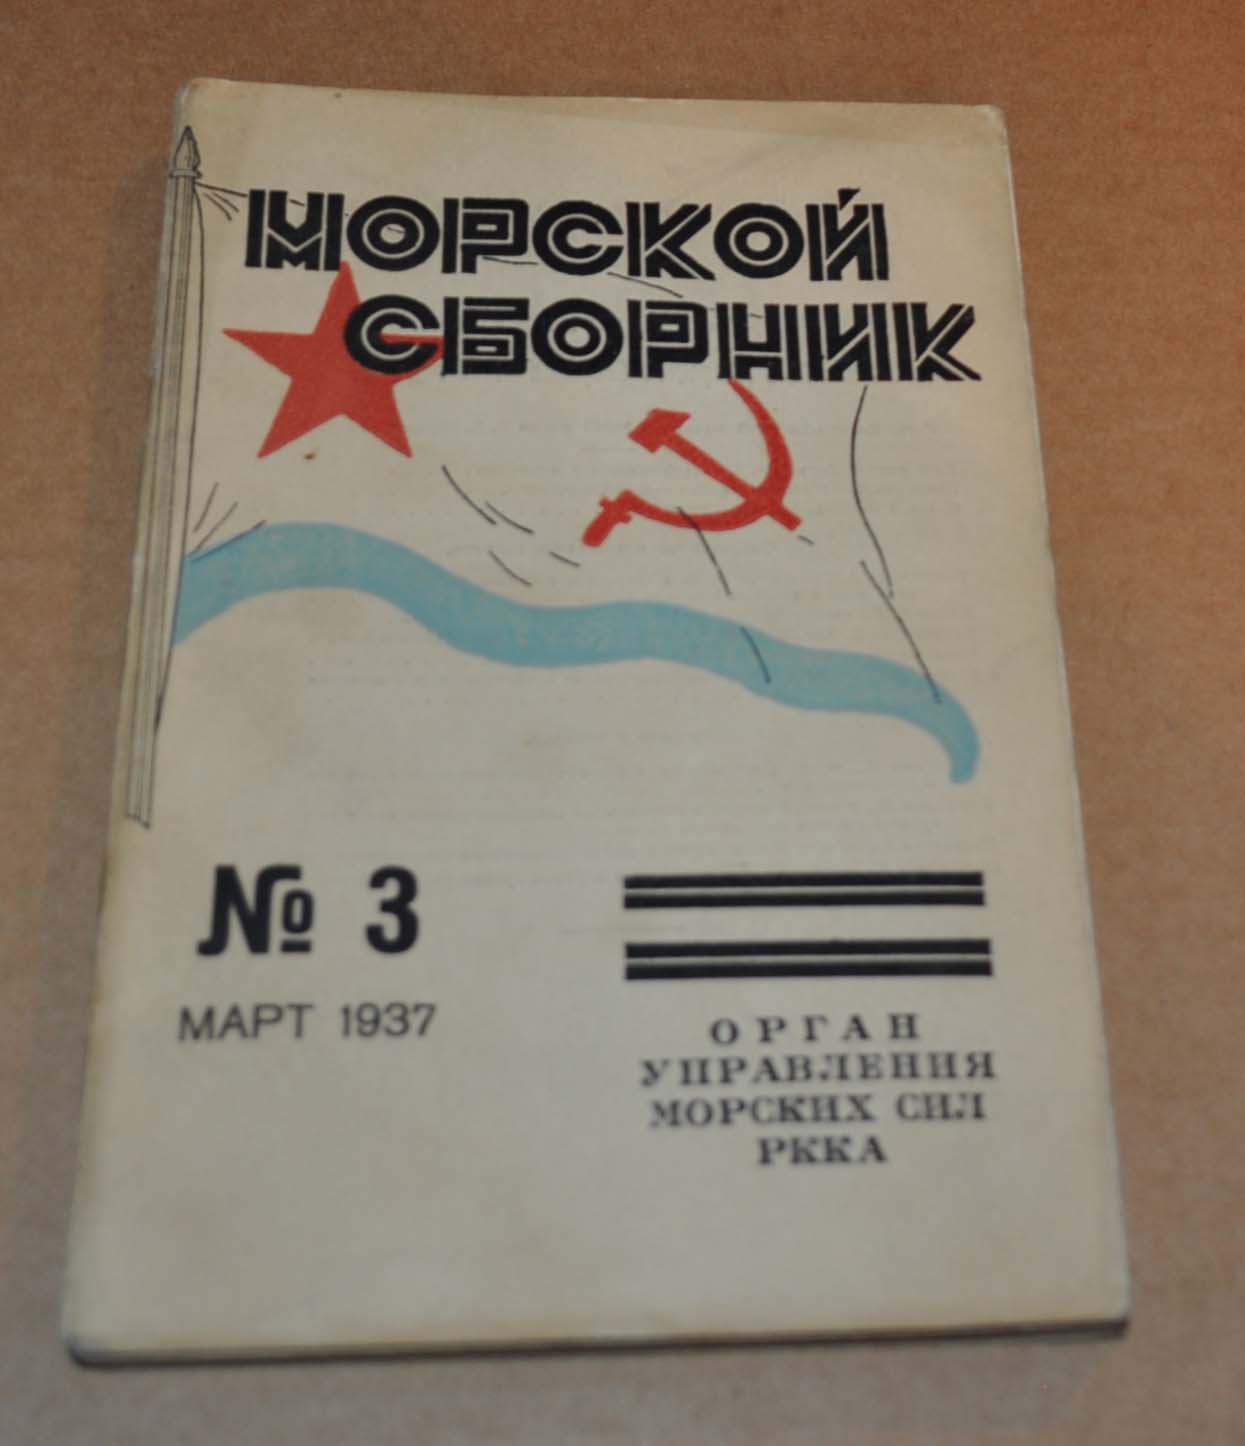 МОРСКОЙ
СБОРНИК
№ 3
МАРТ 1937
ОРГАН
УПРАВЛЕНИЯ
МОРСКИХ СИЛ
РККА